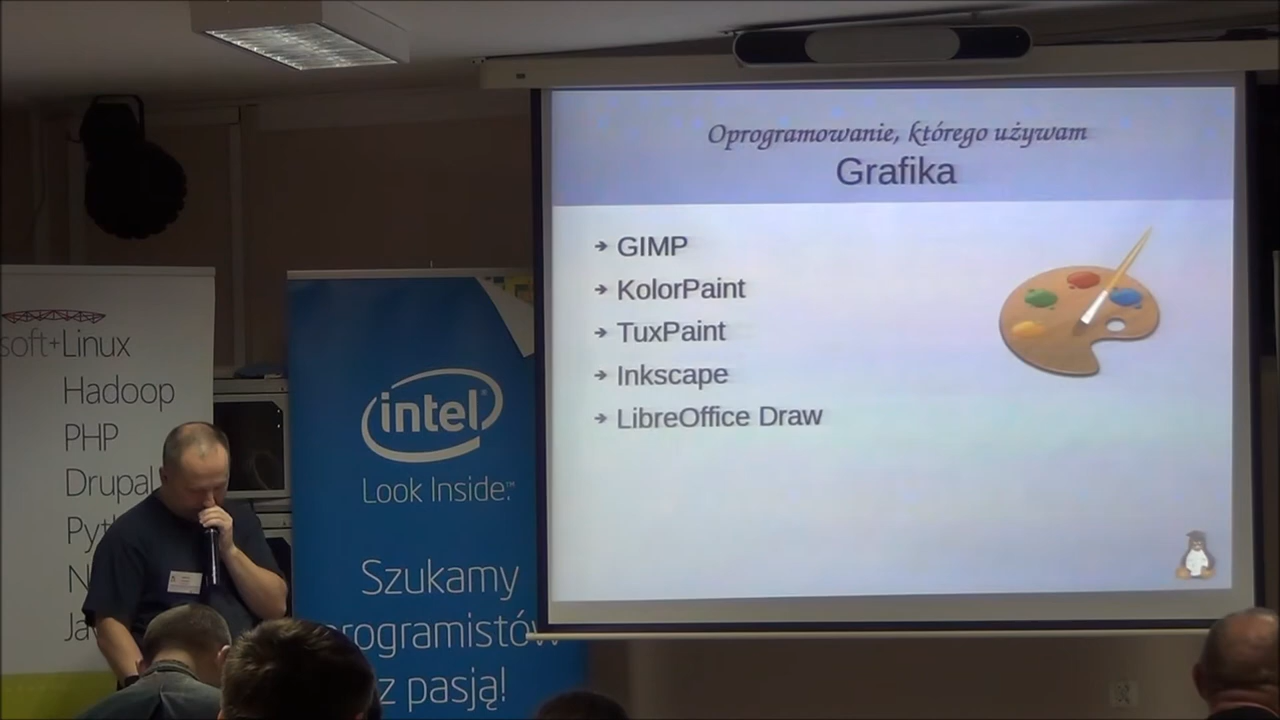 Oprogramowanie, którego używam
Grafika
GIMP
KolorPaint
TuxPaint
Inkscape
LibreOffice Draw
soft+Linux
Hadoop
PHP
Drupal
intel
Look Inside.™
Szukamy
programistów
z pasją!